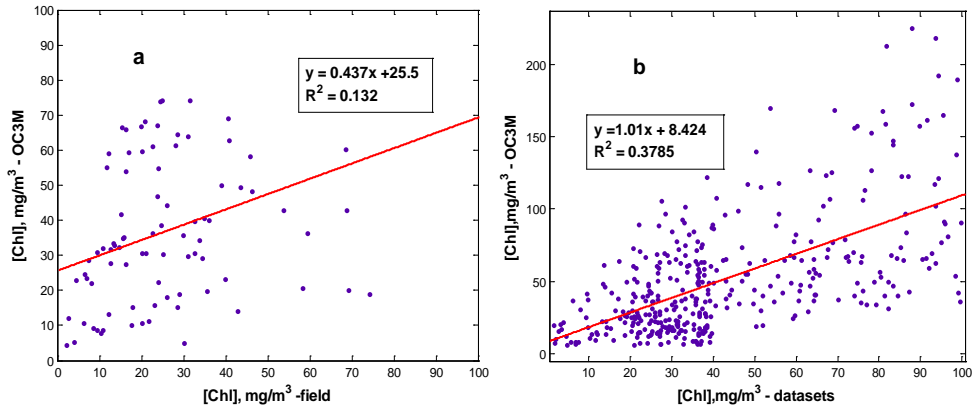 a
y = 0.437x +25.5
R² = 0.132
[Chl], mg/m³ - OC3M
100
90
80
70
60
50
40
30
20
10
0
0 10 20 30 40 50 60 70 80 90 100
[Chl], mg/m³ -field
b
y =1.01x + 8.424
R² = 0.3785
[Chl],mg/m³ - OC3M
200
150
100
50
0
10 20 30 40 50 60 70 80 90 100
[Chl],mg/m³ - datasets